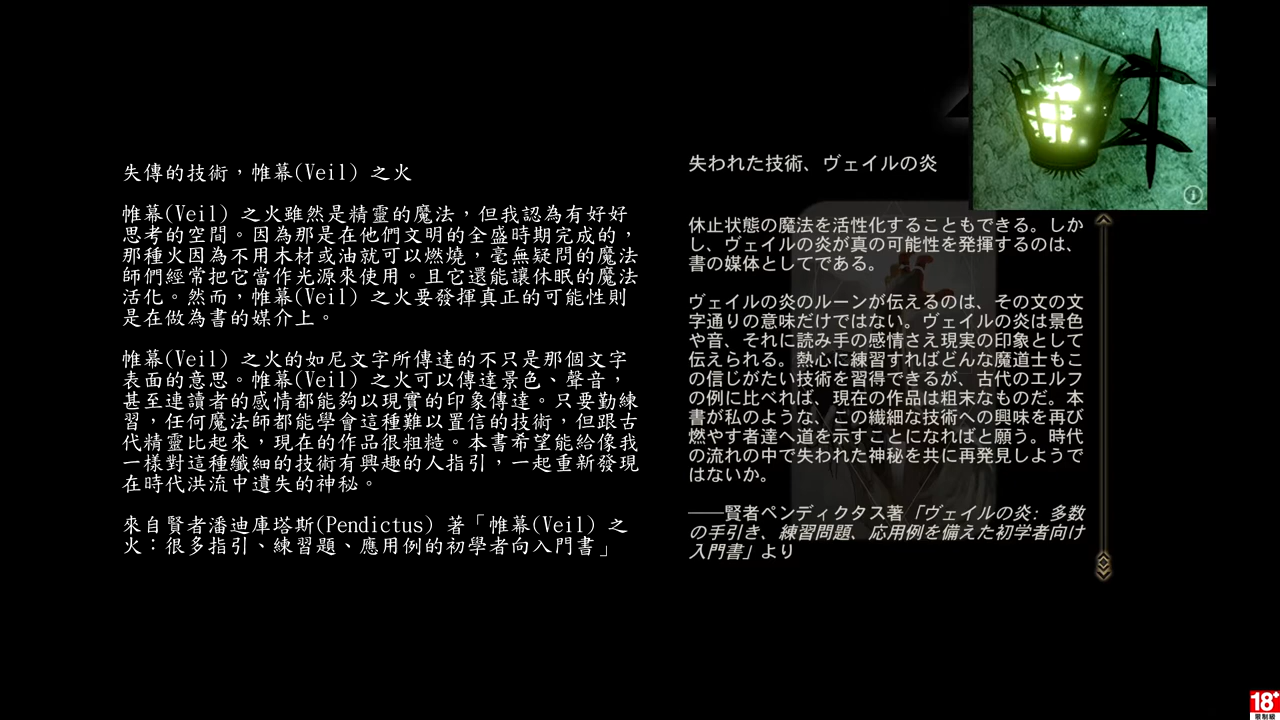 失傳的技術，惟幕(Veil) 之火
惟幕(Veil) 之火雖然是精靈的魔法，但我認為有好好
思考的空間。因為那是在他們文明的全盛時期完成的，
那種火因為不用木材或油就可以燃燒，毫無疑問的魔法
師們經常把它當作光源來使用。且它還能讓休眠的魔法
活化。然而，惟幕(Veil) 之火要發揮真正的可能性則
是在做為書的媒介上。
惟幕(Veil) 之火的如尼文字所傳達的不只是那個文字
表面的意思。惟幕(Veil) 之火可以傳達景色、聲音，
甚至連讀者的感情都能夠以現實的印象傳達。只要勤練
習，任何魔法師都能學會這種難以置信的技術，但跟古
代精靈比起來，現在的作品很粗糙。本書希望能給像我
一樣對這種纖細的技術有興趣的人指引，一起重新發現
在時代洪流中遺失的神秘。
來自賢者潘迪庫塔斯(Pendictus) 著「惟幕(Veil) 之
火：很多指引、練習題、應用例的初學者向入門書」
失われた技術、ヴェイルの炎
休止状態の魔法を活性化することもできる。しか
し、ヴェイルの炎が真の可能性を発揮するのは、
書の媒体としてである。
ヴェイルの炎のルーンが伝えるのは、その文の文
字通りの意味だけではない。ヴェイルの炎は景色
や音、それに読み手の感情さえ現実の印象として
伝えられる。熱心に練習すればどんな魔道士もこ
の信じがたい技術を習得できるが、古代のエルフ
の例に比べれば、現在の作品は粗末なものだ。本
書が私のような、この繊細な技術への興味を再び
燃やす者達へ道を示すことになればと願う。時代
の流れの中で失われた神秘を共に再発見しようで
はないか。
──賢者ペンディクタス著「ヴェイルの炎: 多数
の手引き、練習問題、応用例を備えた初学者向け
入門書」より
18+
限制級